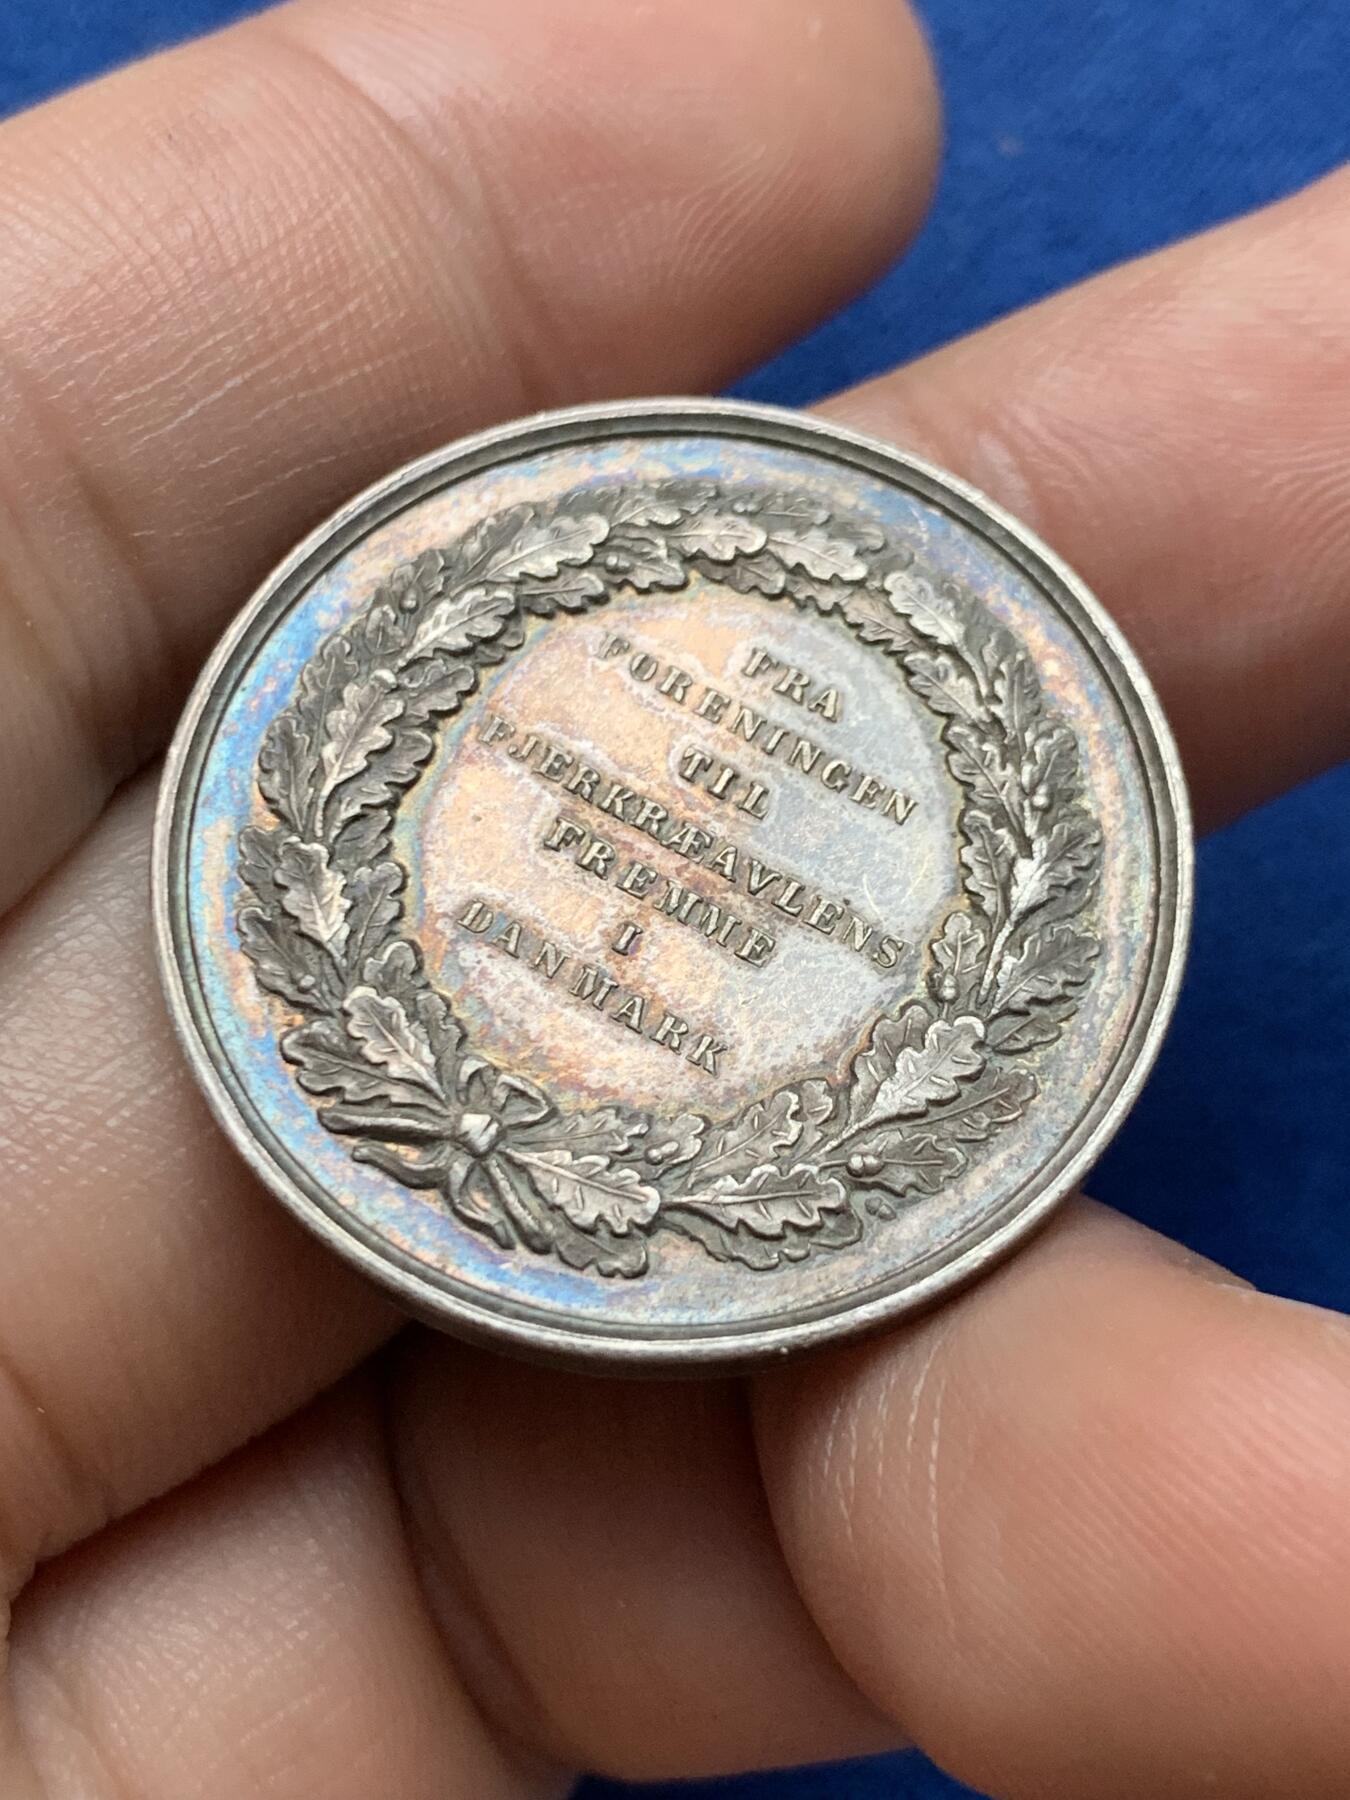 FRA
FORENINGEN
TIL
FJERKRÆAVLENS
FREMME
I
DANMARK